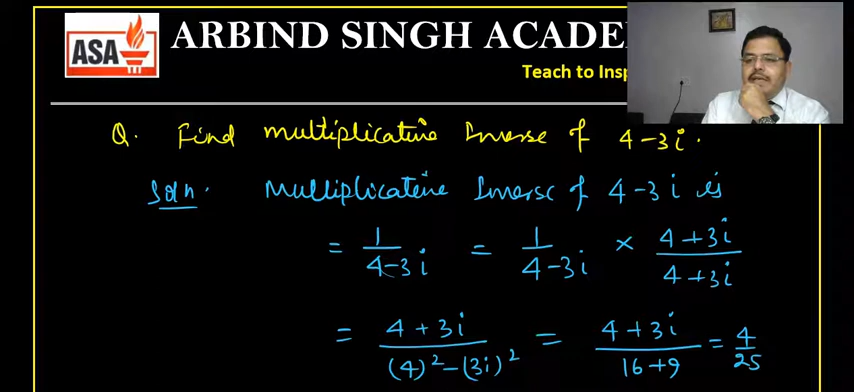 ASA
ARBIND SINGH ACADE
Teach to Insp
Q. Find Multiplicative Inverse of 4-3i.
Soln. Multiplicative Inverse of 4-3i is
= 1/(4-3i) = 1/(4-3i) × (4+3i)/(4+3i)
= (4+3i)/((4)²-(3i)²) = (4+3i)/(16+9) = 4/25